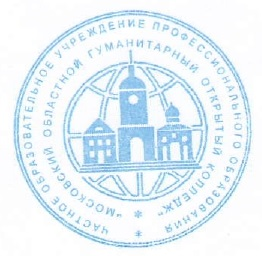 ЧАСТНОЕ ОБРАЗОВАТЕЛЬНОЕ УЧРЕЖДЕНИЕ ПРОФЕССИОНАЛЬНОГО ОБРАЗОВАНИЯ
"МОСКОВСКИЙ ОБЛАСТНОЙ ГУМАНИТАРНЫЙ ОТКРЫТЫЙ КОЛЛЕДЖ"